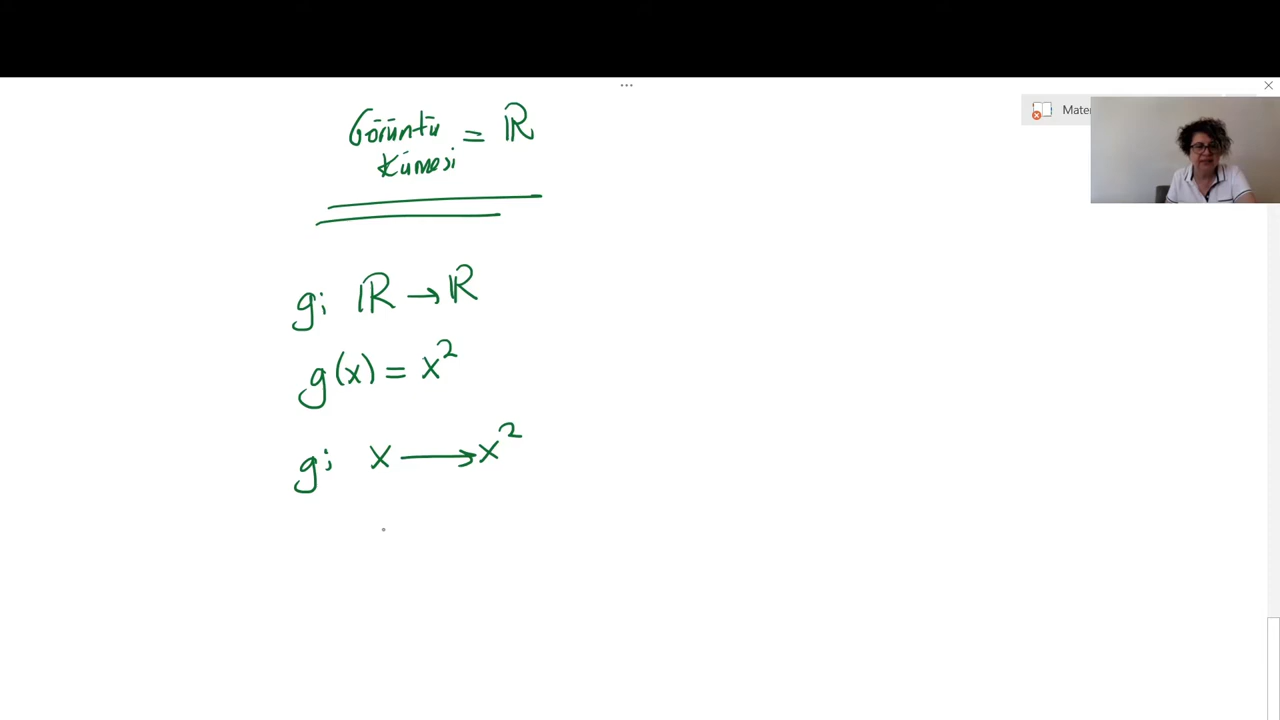 Görüntü Kümesi = ℝ
g: ℝ → ℝ
g(x) = x²
g: x → x²
Mater